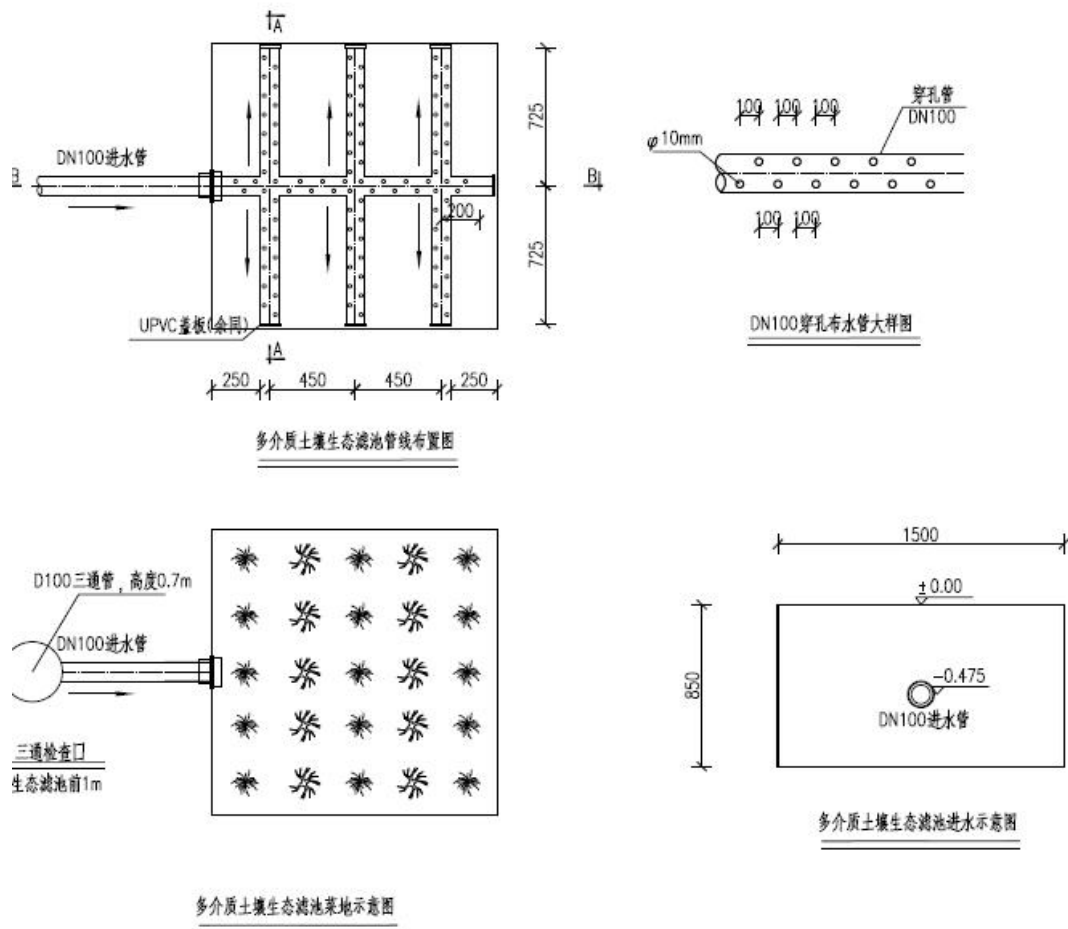 A
725
725
DN100进水管
B
B
200
UPVC盖板(余同)
A
250 450 450 250
多介质土壤生态滤池管线布置图
100 100 100
穿孔管
DN100
φ10mm
100 100
DN100穿孔布水管大样图
D100三通管，高度0.7m
DN100进水管
三通检查口
生态滤池前1m
多介质土壤生态滤池菜地示意图
1500
±0.00
850
-0.475
DN100进水管
多介质土壤生态滤池进水示意图